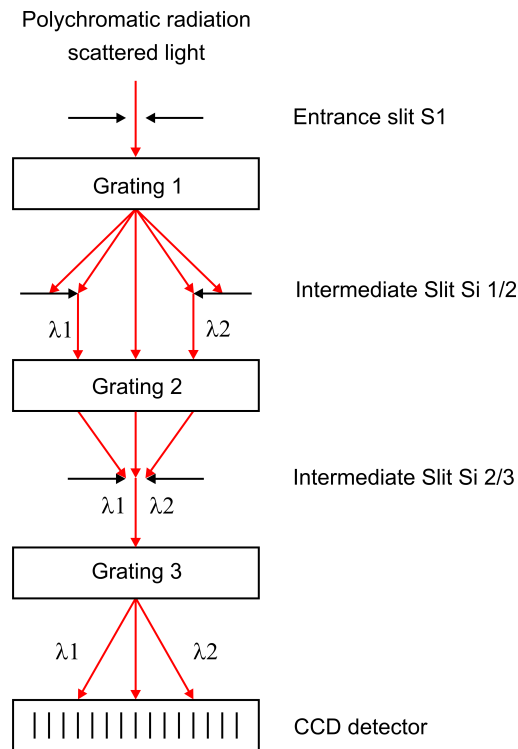 Polychromatic radiation
scattered light
Entrance slit S1
Grating 1
Intermediate Slit Si 1/2
λ1
λ2
Grating 2
Intermediate Slit Si 2/3
λ1
λ2
Grating 3
λ1
λ2
CCD detector